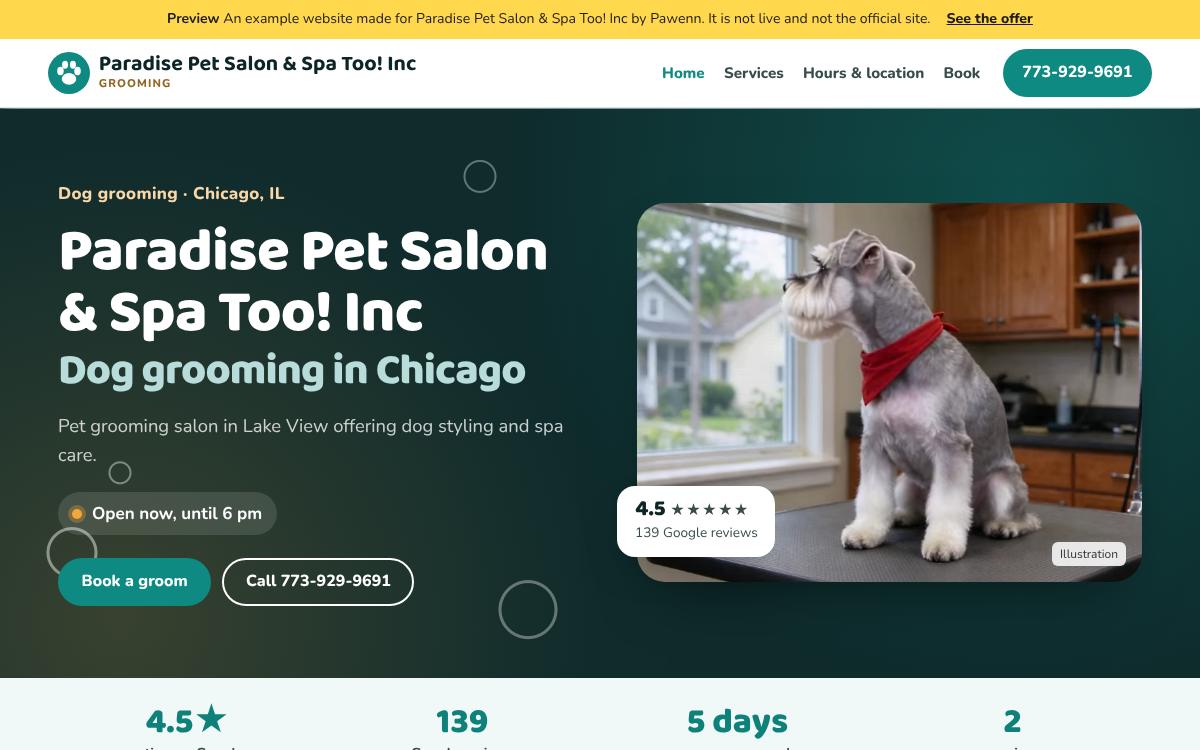 Preview An example website made for Paradise Pet Salon & Spa Too! Inc by Pawenn. It is not live and not the official site. See the offer
Paradise Pet Salon & Spa Too! Inc
GROOMING
Home
Services
Hours & location
Book
773-929-9691
Dog grooming · Chicago, IL
Paradise Pet Salon
& Spa Too! Inc
Dog grooming in Chicago
Pet grooming salon in Lake View offering dog styling and spa
care.
Open now, until 6 pm
Book a groom
Call 773-929-9691
4.5 ★★★★★
139 Google reviews
Illustration
4.5★
139
5 days
2